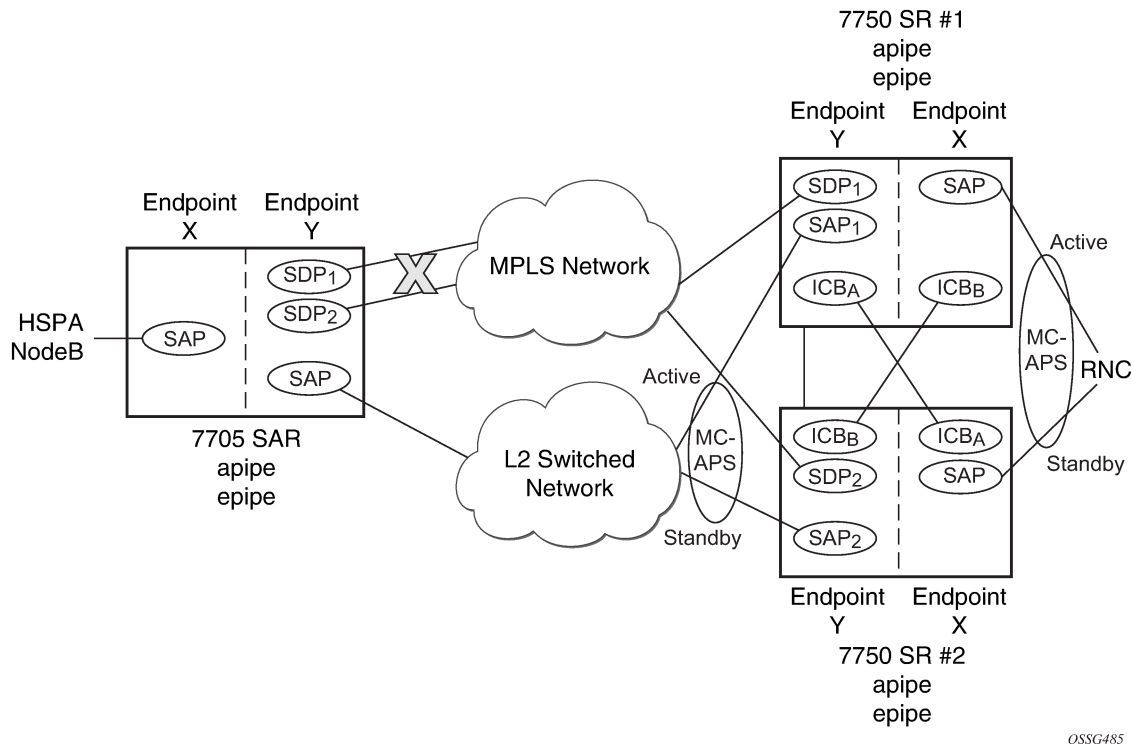 7750 SR #1
apipe
epipe
Endpoint
Y
Endpoint
X
SDP1
SAP
SAP1
ICBA
ICBB
Active
MC-
APS
RNC
Standby
Endpoint
X
Endpoint
Y
SDP1
SDP2
SAP
SAP
HSPA
NodeB
7705 SAR
apipe
epipe
X
MPLS Network
L2 Switched
Network
Active
MC-
APS
Standby
ICBB
ICBA
SDP2
SAP
SAP2
Endpoint
Y
Endpoint
X
7750 SR #2
apipe
epipe
OSSG485